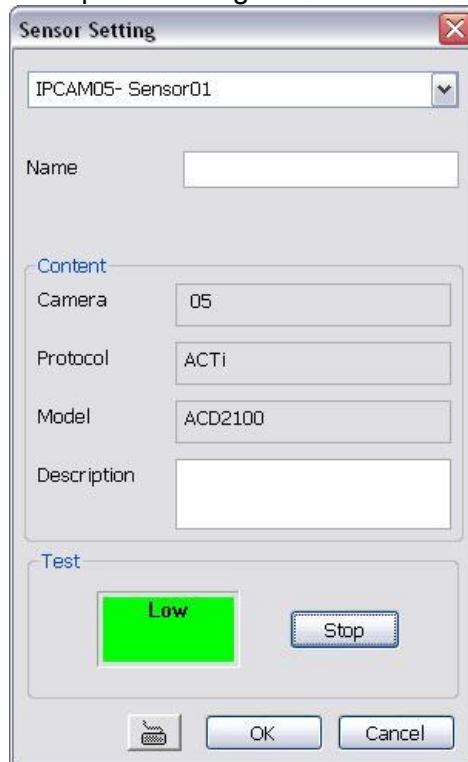 Sensor Setting
IPCAM05- Sensor01
Name
Content
Camera 05
Protocol ACTi
Model ACD2100
Description
Test
Low
Stop
OK Cancel